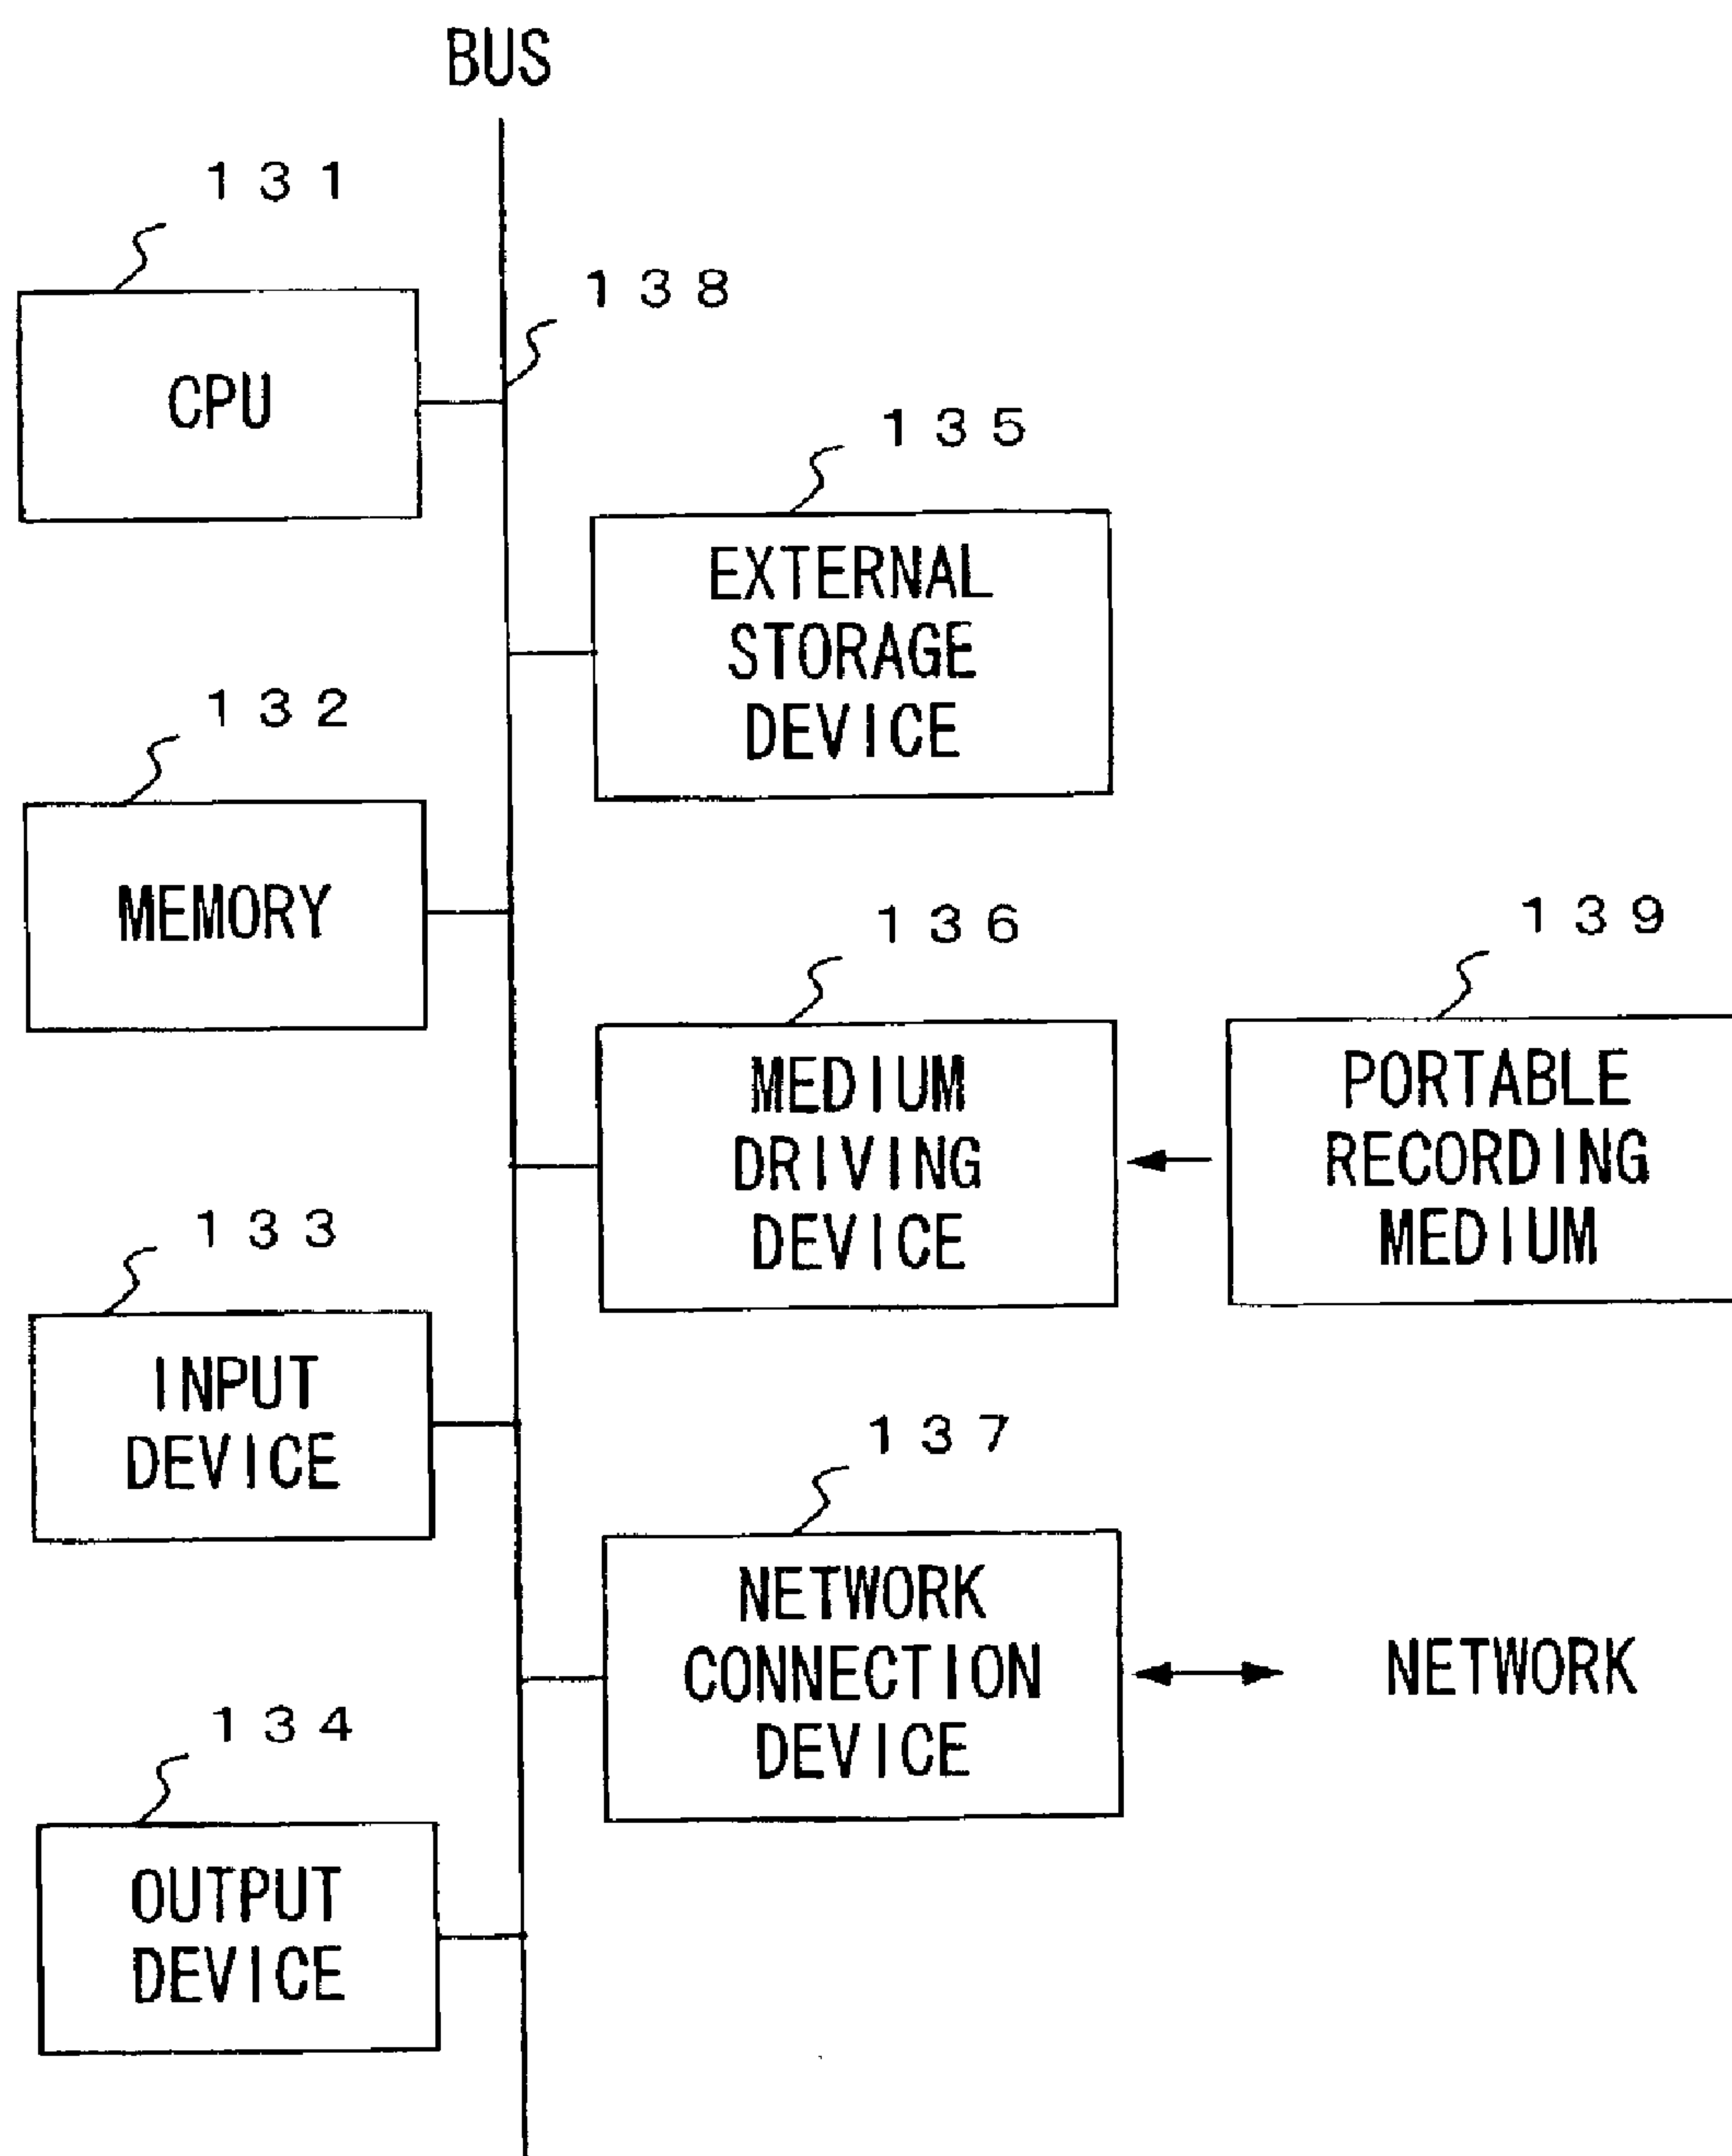 BUS
131
CPU
138
135
EXTERNAL
STORAGE
DEVICE
132
MEMORY
136
MEDIUM
DRIVING
DEVICE
139
PORTABLE
RECORDING
MEDIUM
133
INPUT
DEVICE
137
NETWORK
CONNECTION
DEVICE
NETWORK
134
OUTPUT
DEVICE